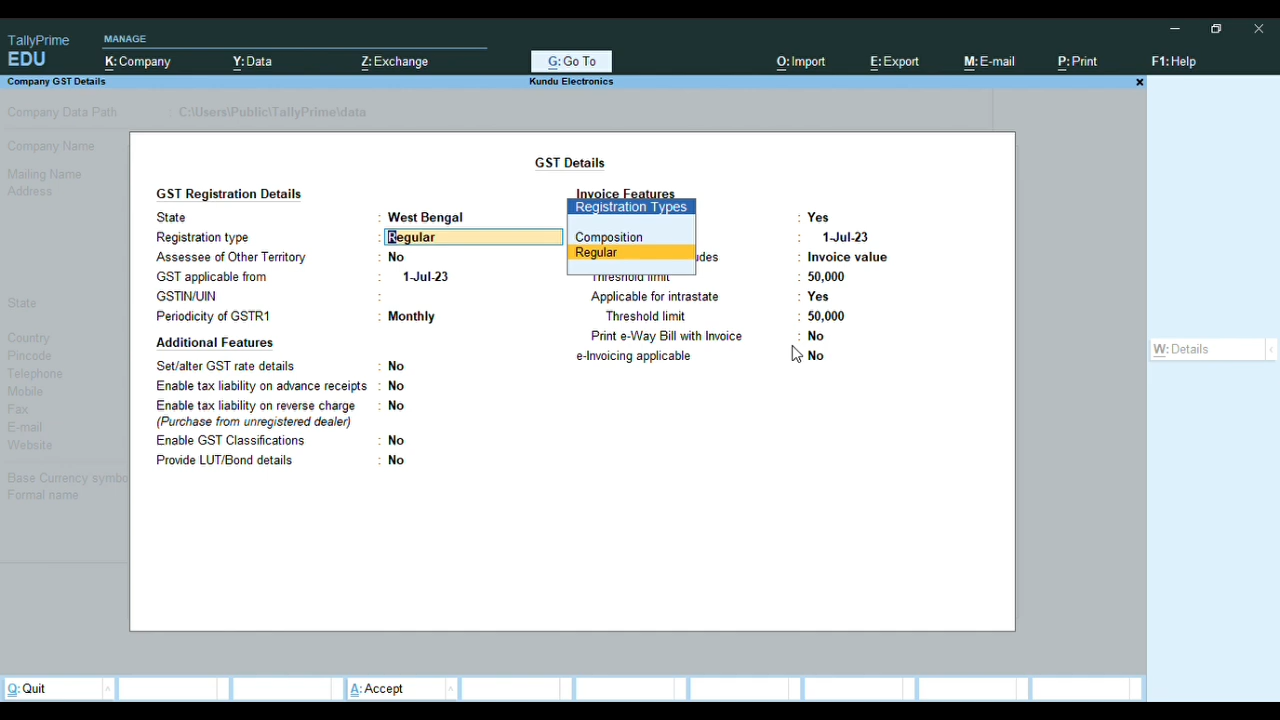 TallyPrime
EDU
MANAGE
K: Company
Y: Data
Z: Exchange
G: Go To
O: Import
E: Export
M: E-mail
P: Print
F1: Help
Company GST Details
Kundu Electronics
Company Data Path : C:\Users\Public\TallyPrime\data
Company Name
Mailing Name
Address
State
Country
Pincode
Telephone
Mobile
Fax
E-mail
Website
Base Currency symbo
Formal name
GST Details
GST Registration Details
State : West Bengal
Registration type : Regular
Assessee of Other Territory : No
GST applicable from : 1-Jul-23
GSTIN/UIN :
Periodicity of GSTR1 : Monthly
Additional Features
Set/alter GST rate details : No
Enable tax liability on advance receipts : No
Enable tax liability on reverse charge : No
(Purchase from unregistered dealer)
Enable GST Classifications : No
Provide LUT/Bond details : No
Invoice Features
Registration Types
Composition
Regular
: Yes
: 1-Jul-23
: Invoice value
Threshold limit : 50,000
Applicable for intrastate : Yes
Threshold limit : 50,000
Print e-Way Bill with Invoice : No
e-Invoicing applicable : No
W: Details
Q: Quit
A: Accept